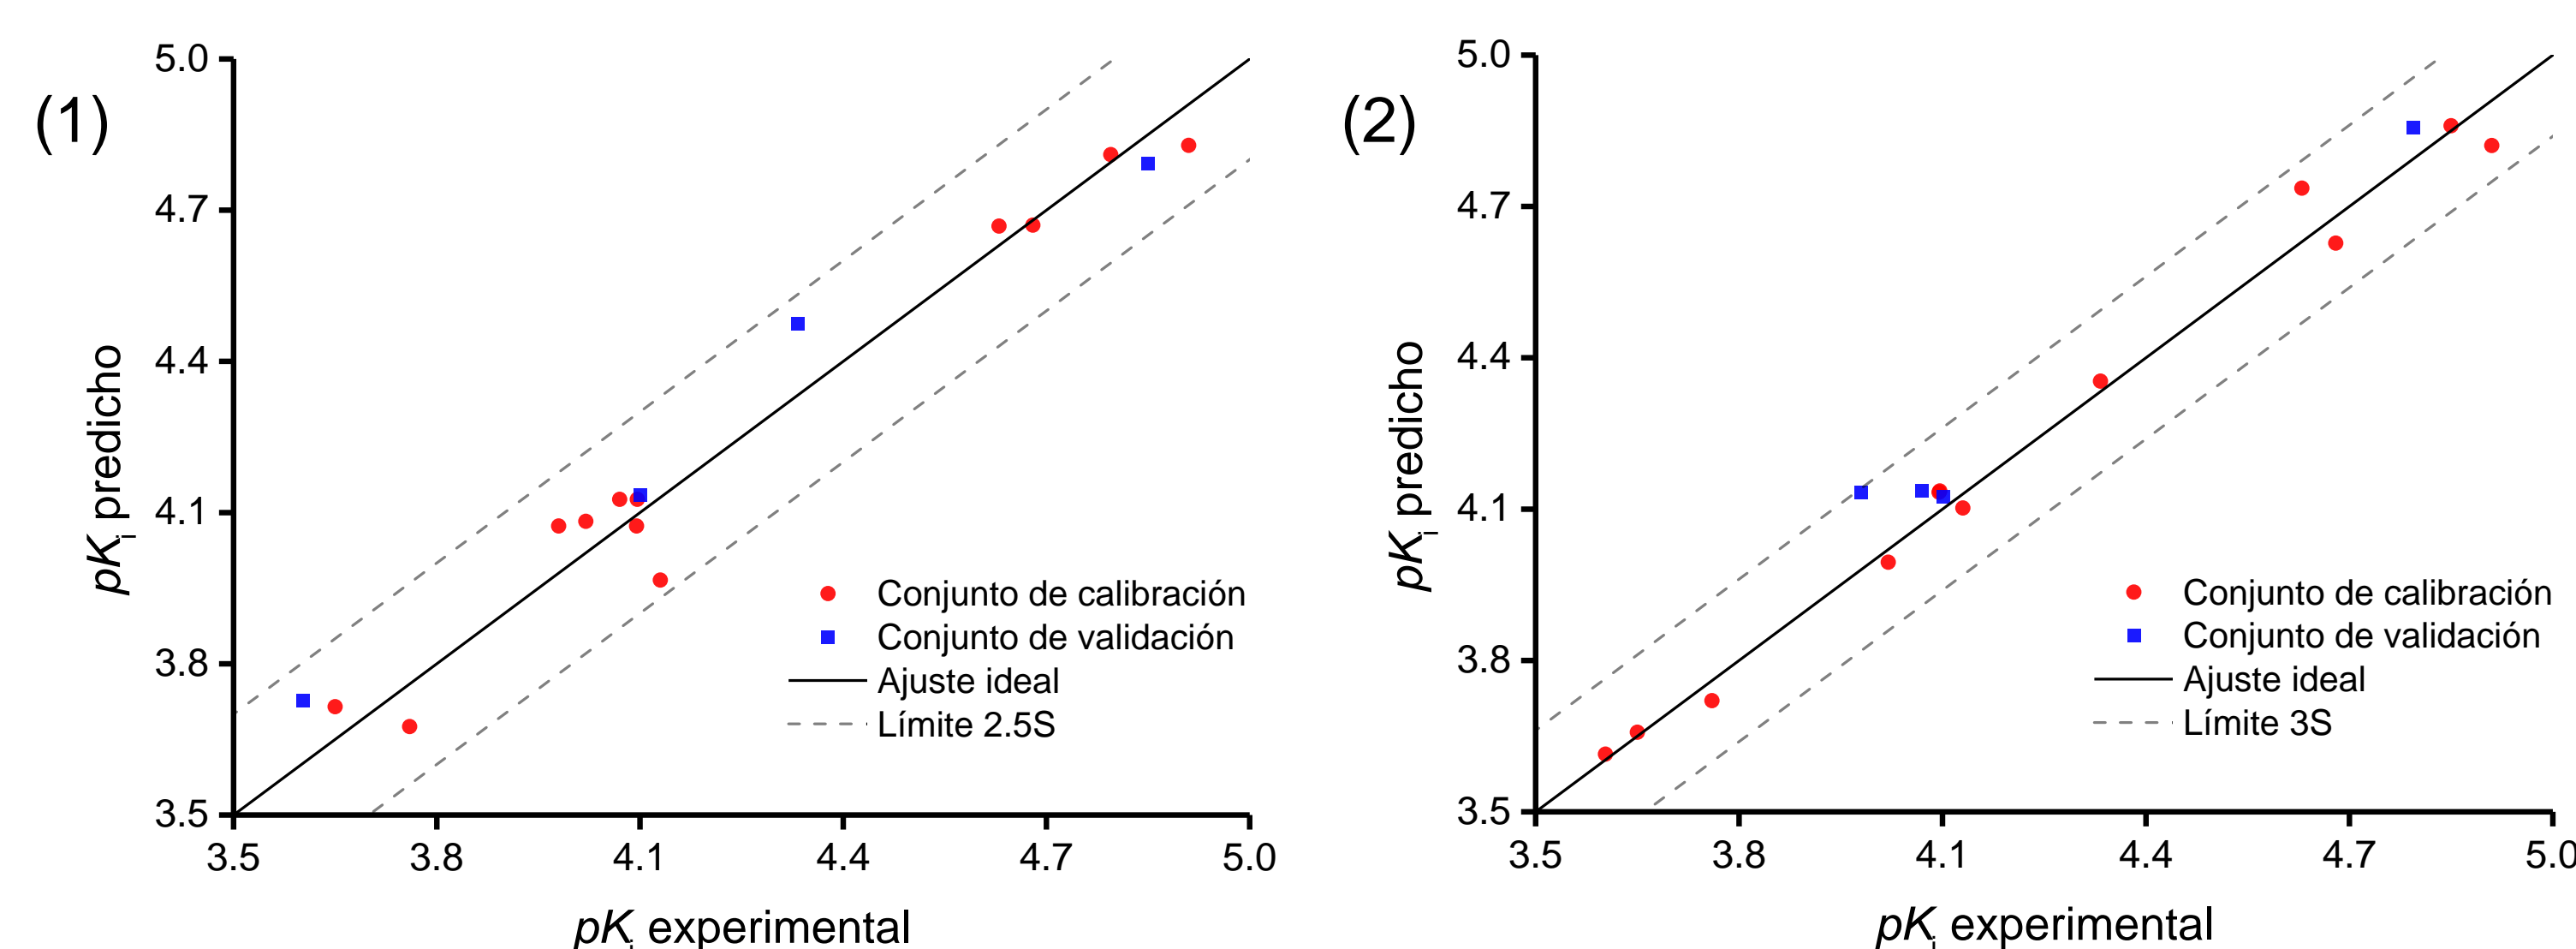 (1)
5.0
4.7
4.4
4.1
3.8
3.5
pKi predicho
3.5 3.8 4.1 4.4 4.7 5.0
pKi experimental
Conjunto de calibración
Conjunto de validación
Ajuste ideal
Límite 2.5S
(2)
5.0
4.7
4.4
4.1
3.8
3.5
pKi predicho
3.5 3.8 4.1 4.4 4.7 5.0
pKi experimental
Conjunto de calibración
Conjunto de validación
Ajuste ideal
Límite 3S